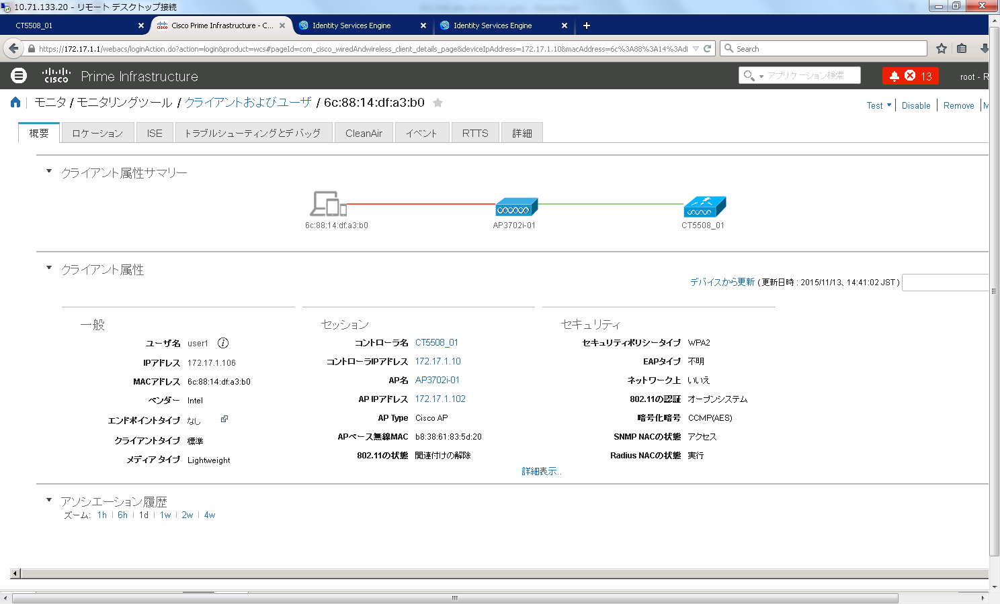 10.71.133.20 - リモート デスクトップ接続
CT5508_01
Cisco Prime Infrastructure - C...
Identity Services Engine
Identity Services Engine
https://172.17.1.1/webacs/loginAction.do?action=login&product=wcs#pageId=com_cisco_wiredAndwireless_client_details_page&deviceIpAddress=172.17.1.10&macAddress=6c%3A88%3A14%3Ad
Search
cisco Prime Infrastructure
アプリケーション検索
13
root - R
モニタ / モニタリングツール / クライアントおよびユーザ / 6c:88:14:df:a3:b0
Test
Disable
Remove
M
概要
ロケーション
ISE
トラブルシューティングとデバッグ
CleanAir
イベント
RTTS
詳細
クライアント属性サマリー
6c:88:14:df:a3:b0
AP3702i-01
CT5508_01
クライアント属性
デバイスから更新 ( 更新日時 : 2015/11/13、14:41:02 JST )
一般
ユーザ名 user1
IPアドレス 172.17.1.106
MACアドレス 6c:88:14:df:a3:b0
ベンダー Intel
エンドポイントタイプ なし
クライアントタイプ 標準
メディア タイプ Lightweight
セッション
コントローラ名 CT5508_01
コントローラIPアドレス 172.17.1.10
AP名 AP3702i-01
AP IPアドレス 172.17.1.102
AP Type Cisco AP
APベース無線MAC b8:38:61:83:5d:20
802.11の状態 関連付けの解除
セキュリティ
セキュリティポリシータイプ WPA2
EAPタイプ 不明
ネットワーク上 いいえ
802.11の認証 オープンシステム
暗号化暗号 CCMP(AES)
SNMP NACの状態 アクセス
Radius NACの状態 実行
詳細表示..
アソシエーション履歴
ズーム: 1h | 6h | 1d | 1w | 2w | 4w